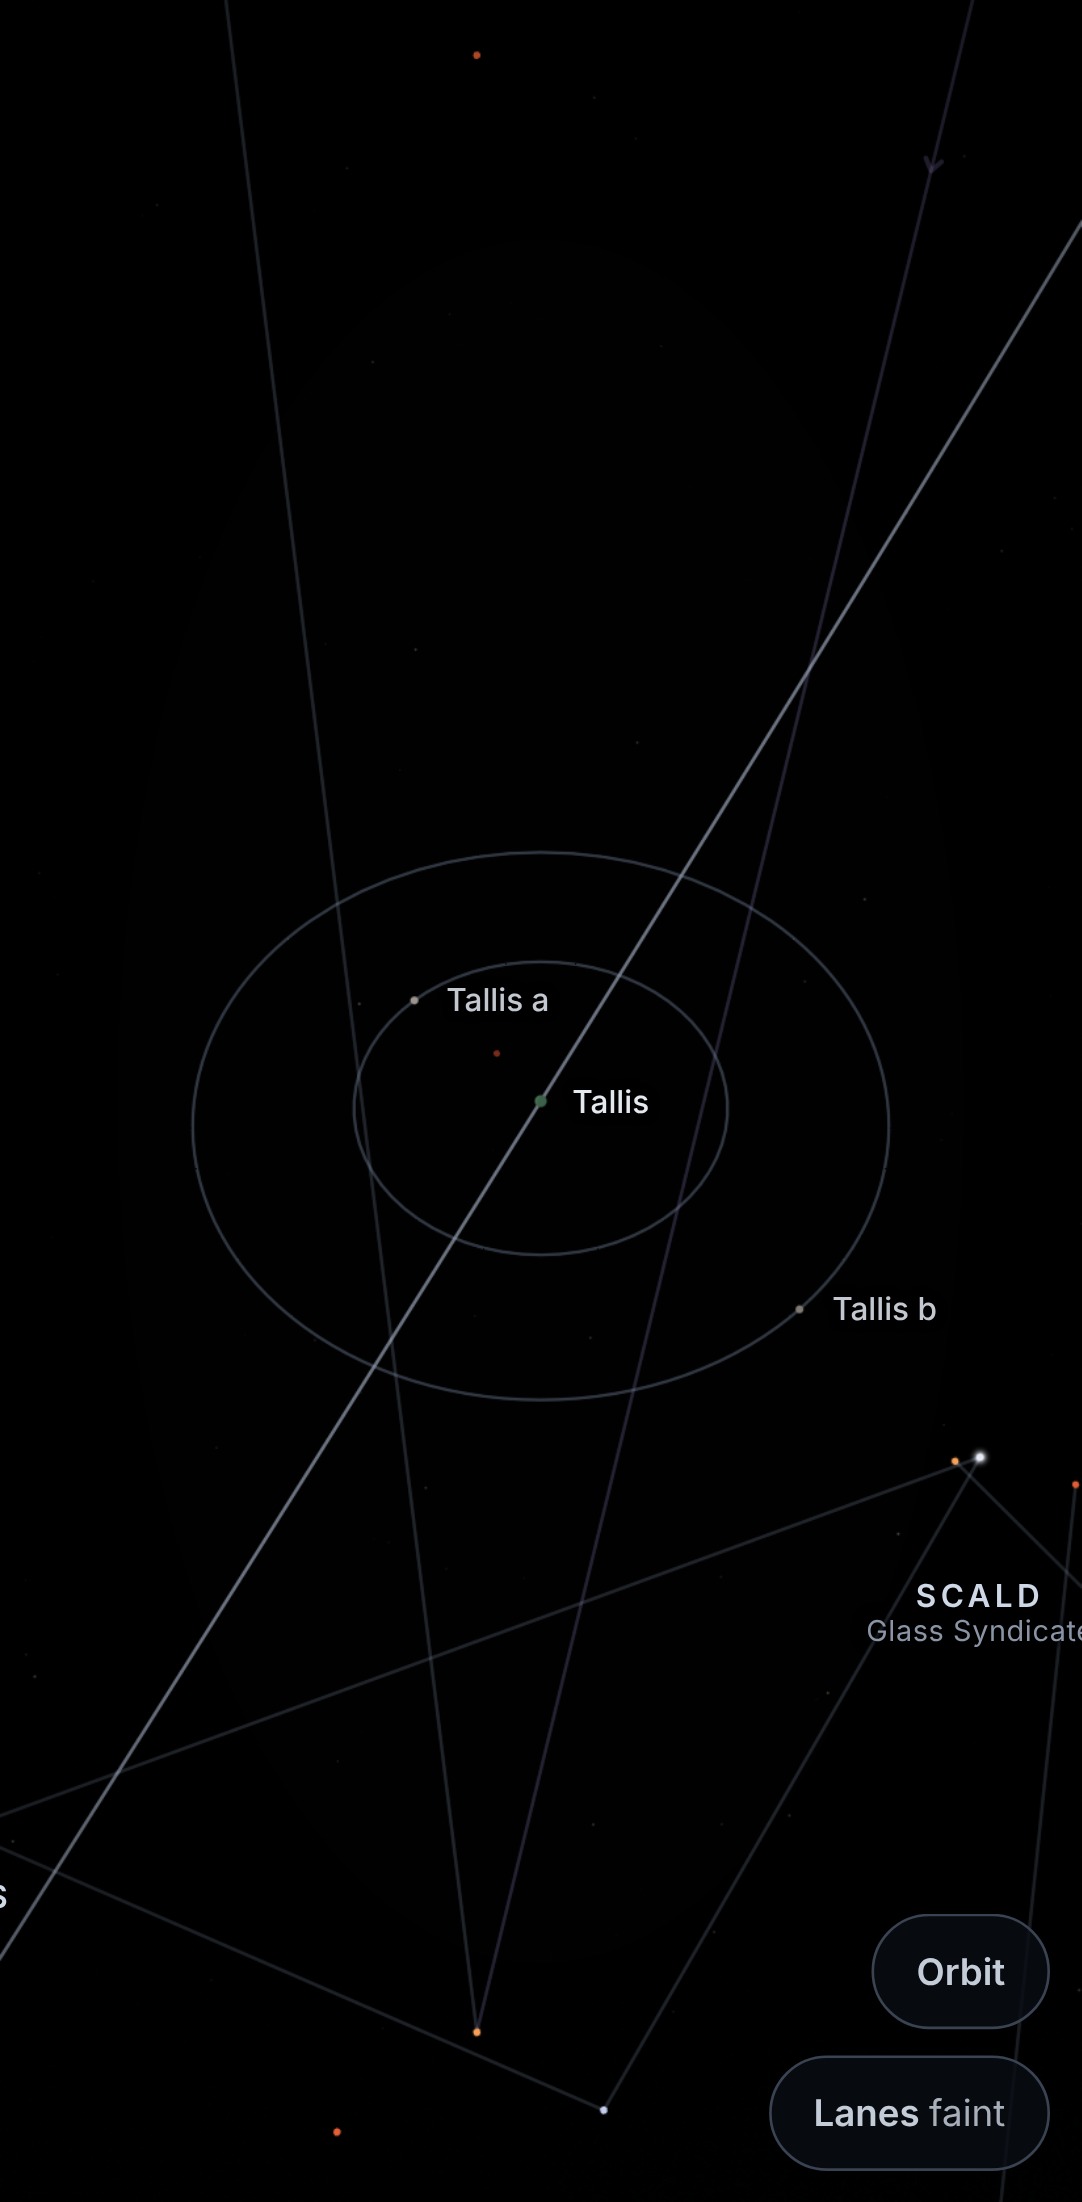 Tallis a
Tallis
Tallis b
SCALD
Glass Syndicate
s
Orbit
Lanes faint